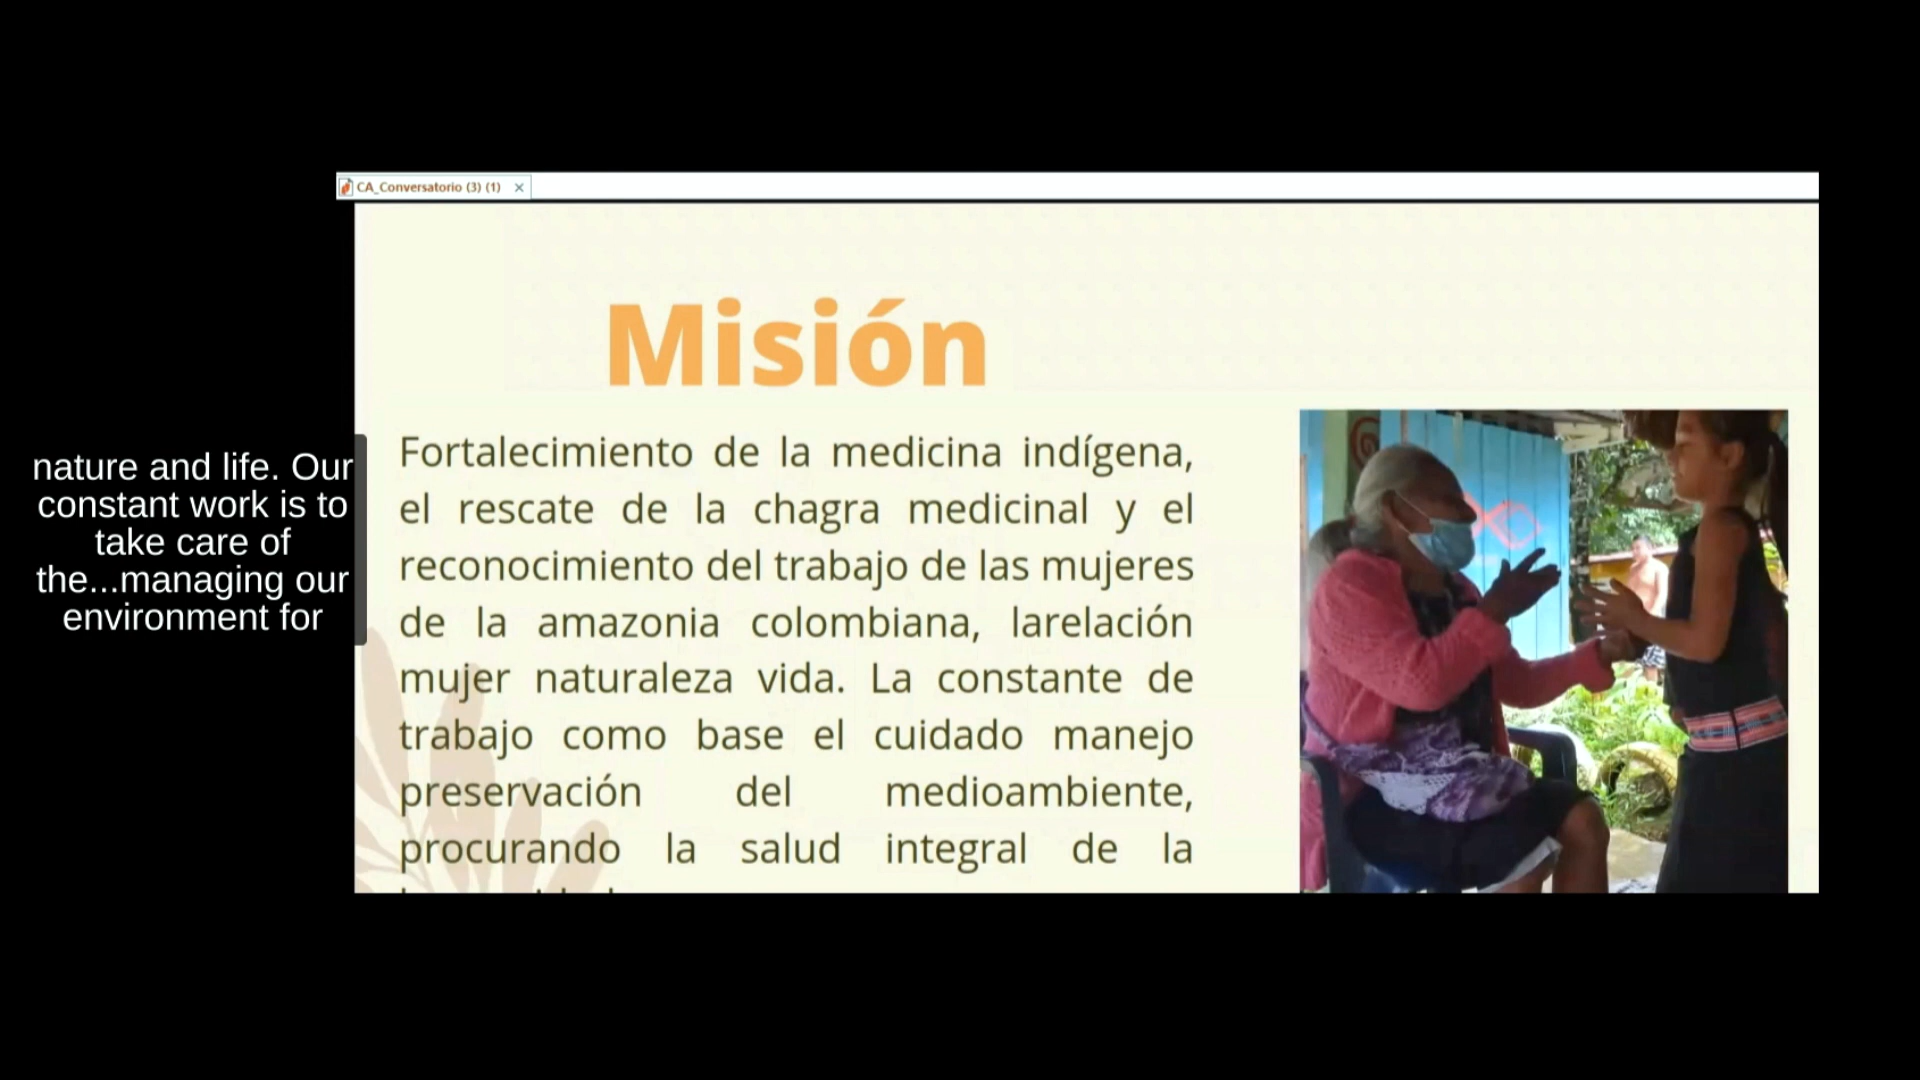 CA_Conversatorio (3) (1)
Misión
nature and life. Our
constant work is to
take care of
the...managing our
environment for
Fortalecimiento de la medicina indígena,
el rescate de la chagra medicinal y el
reconocimiento del trabajo de las mujeres
de la amazonia colombiana, larelación
mujer naturaleza vida. La constante de
trabajo como base el cuidado manejo
preservación del medioambiente,
procurando la salud integral de la